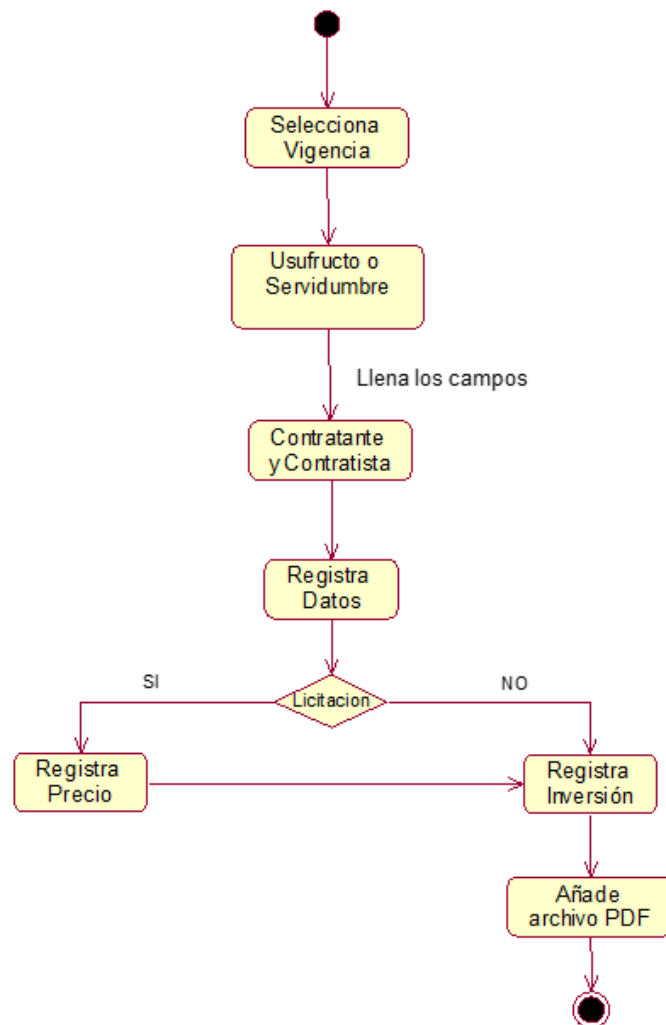 Selecciona
Vigencia
Usufructo o
Servidumbre
Llena los campos
Contratante
y Contratista
Registra
Datos
SI
Licitacion
NO
Registra
Precio
Registra
Inversión
Añade
archivo PDF